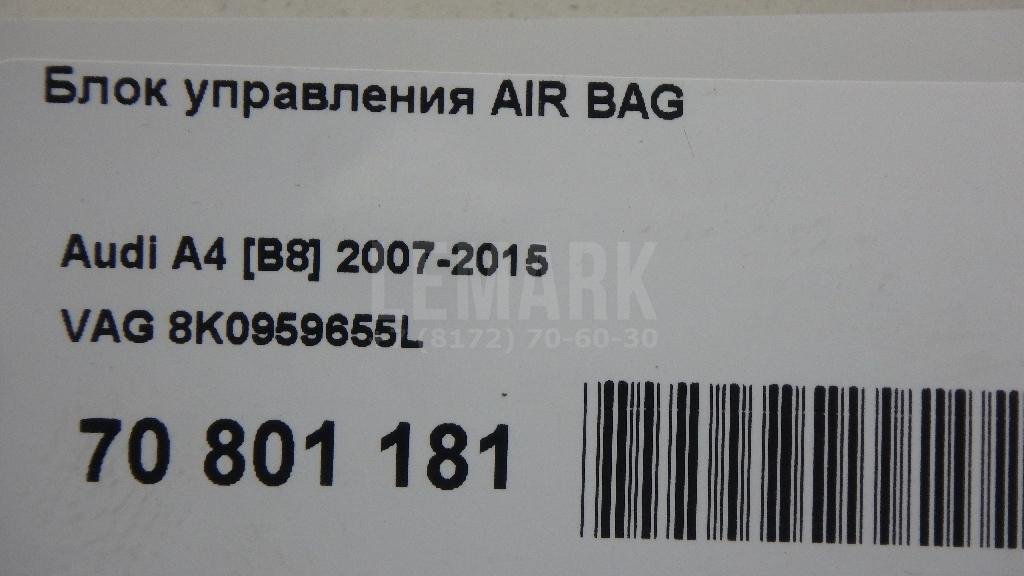 Блок управления AIR BAG
Audi A4 [B8] 2007-2015
LEMARK
VAG 8K0959655L
(8172) 70-60-30
70 801 181